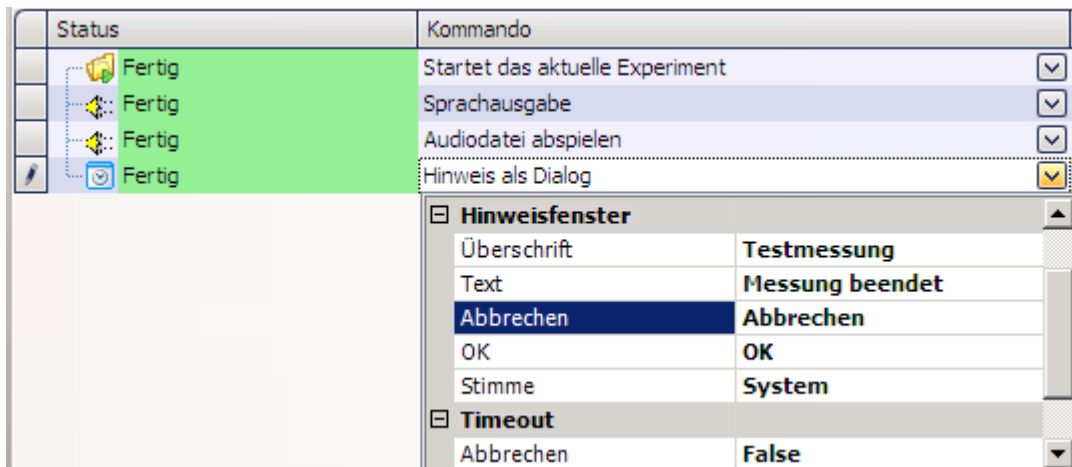 Status Kommando
Fertig Startet das aktuelle Experiment
Fertig Sprachausgabe
Fertig Audiodatei abspielen
Fertig Hinweis als Dialog
Hinweisfenster
Überschrift Testmessung
Text Messung beendet
Abbrechen Abbrechen
OK OK
Stimme System
Timeout
Abbrechen False